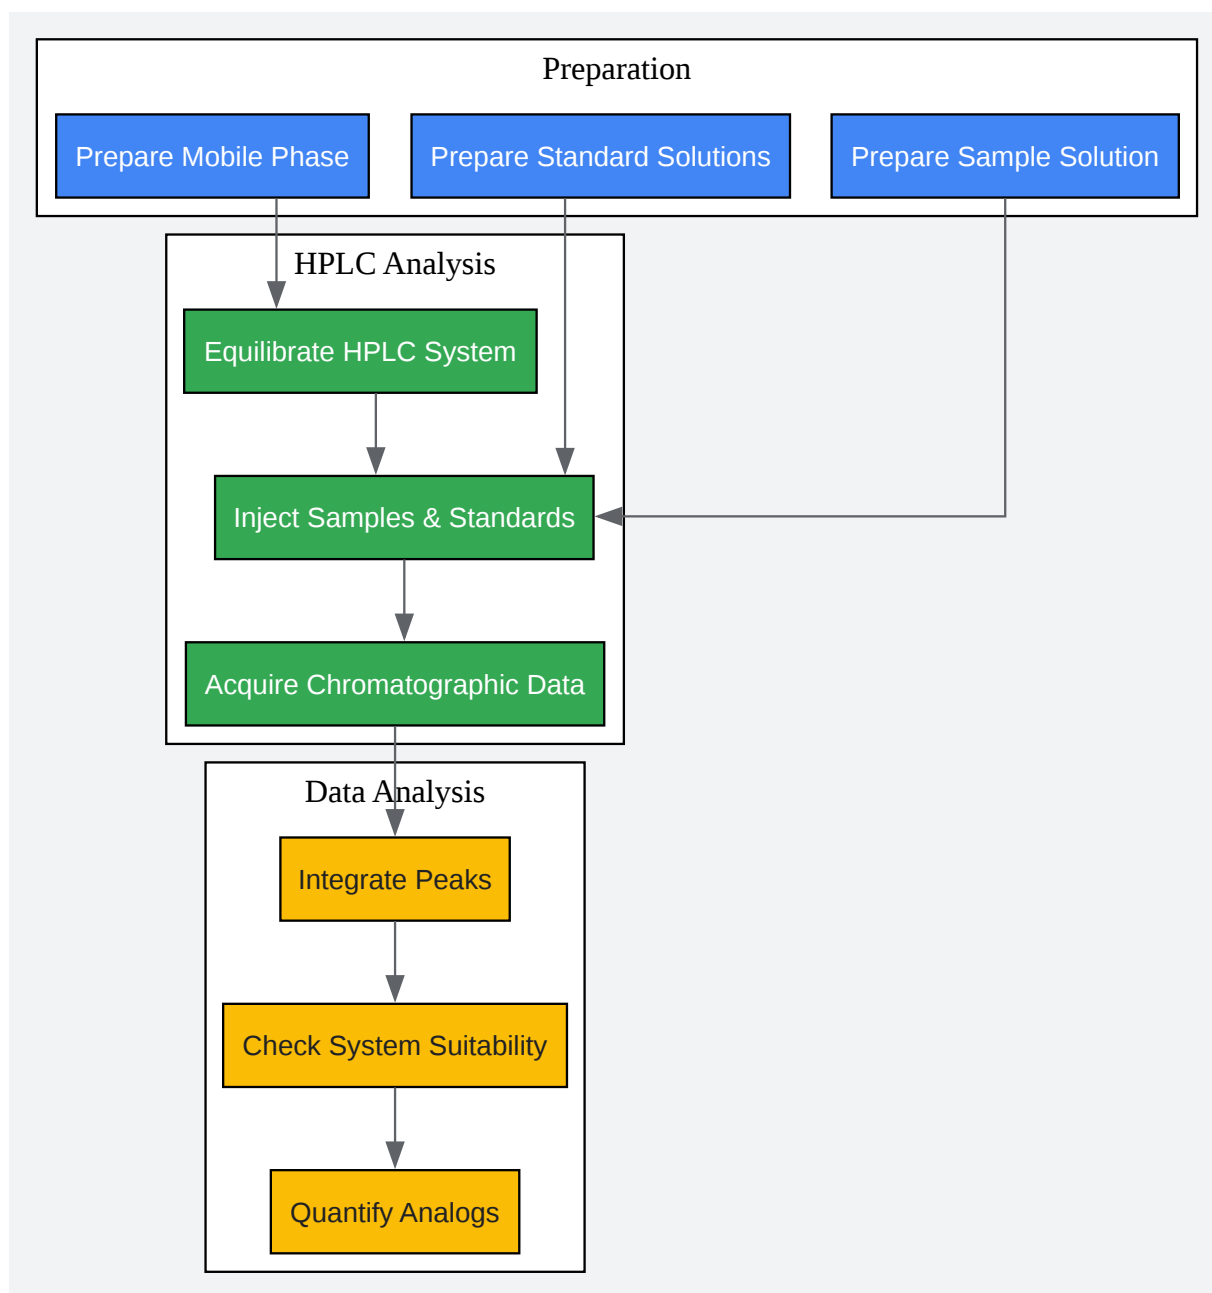 Preparation
Prepare Mobile Phase
Prepare Standard Solutions
Prepare Sample Solution
HPLC Analysis
Equilibrate HPLC System
Inject Samples & Standards
Acquire Chromatographic Data
Data Analysis
Integrate Peaks
Check System Suitability
Quantify Analogs